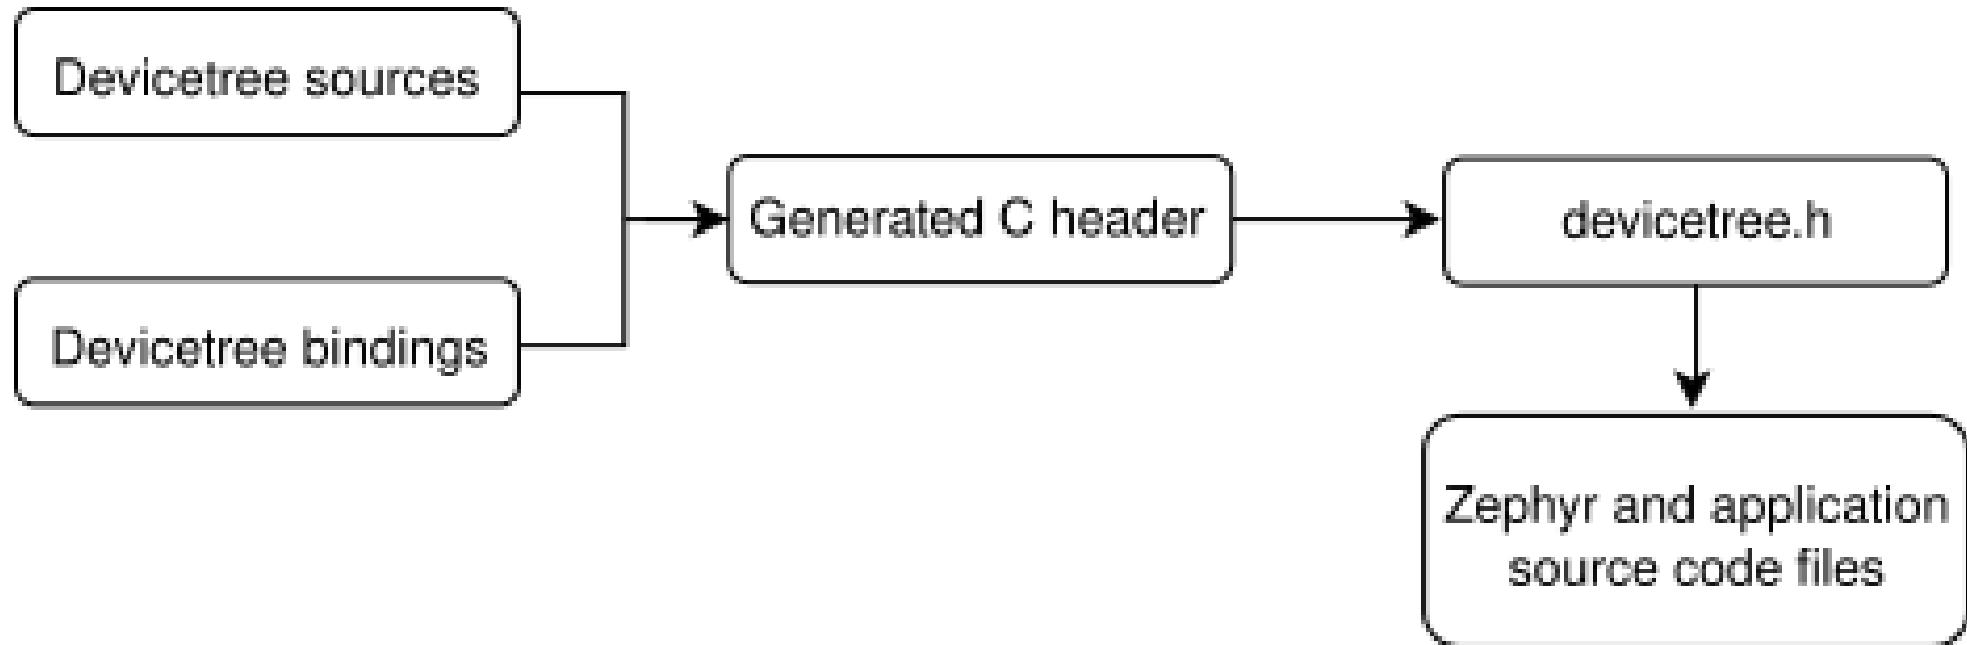 Devicetree sources
Devicetree bindings
Generated C header
devicetree.h
Zephyr and application
source code files